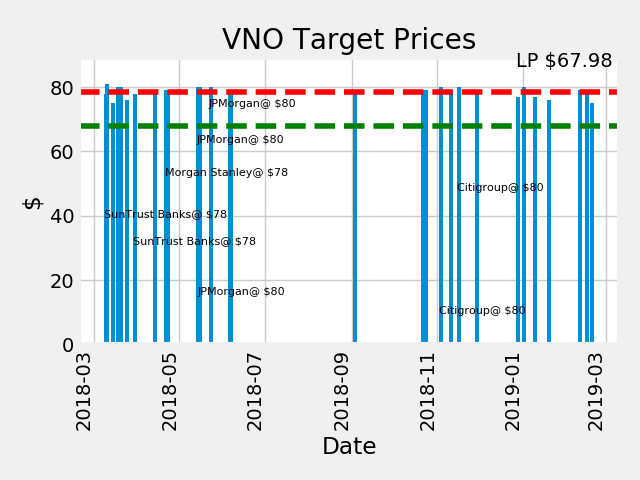 VNO Target Prices
LP $67.98
80
JPMorgan@ $80
JPMorgan@ $80
60
Morgan Stanley@ $78
Citigroup@ $80
$
40
SunTrust Banks@ $78
SunTrust Banks@ $78
20
JPMorgan@ $80
Citigroup@ $80
0
2018-03
2018-05
2018-07
2018-09
2018-11
2019-01
2019-03
Date